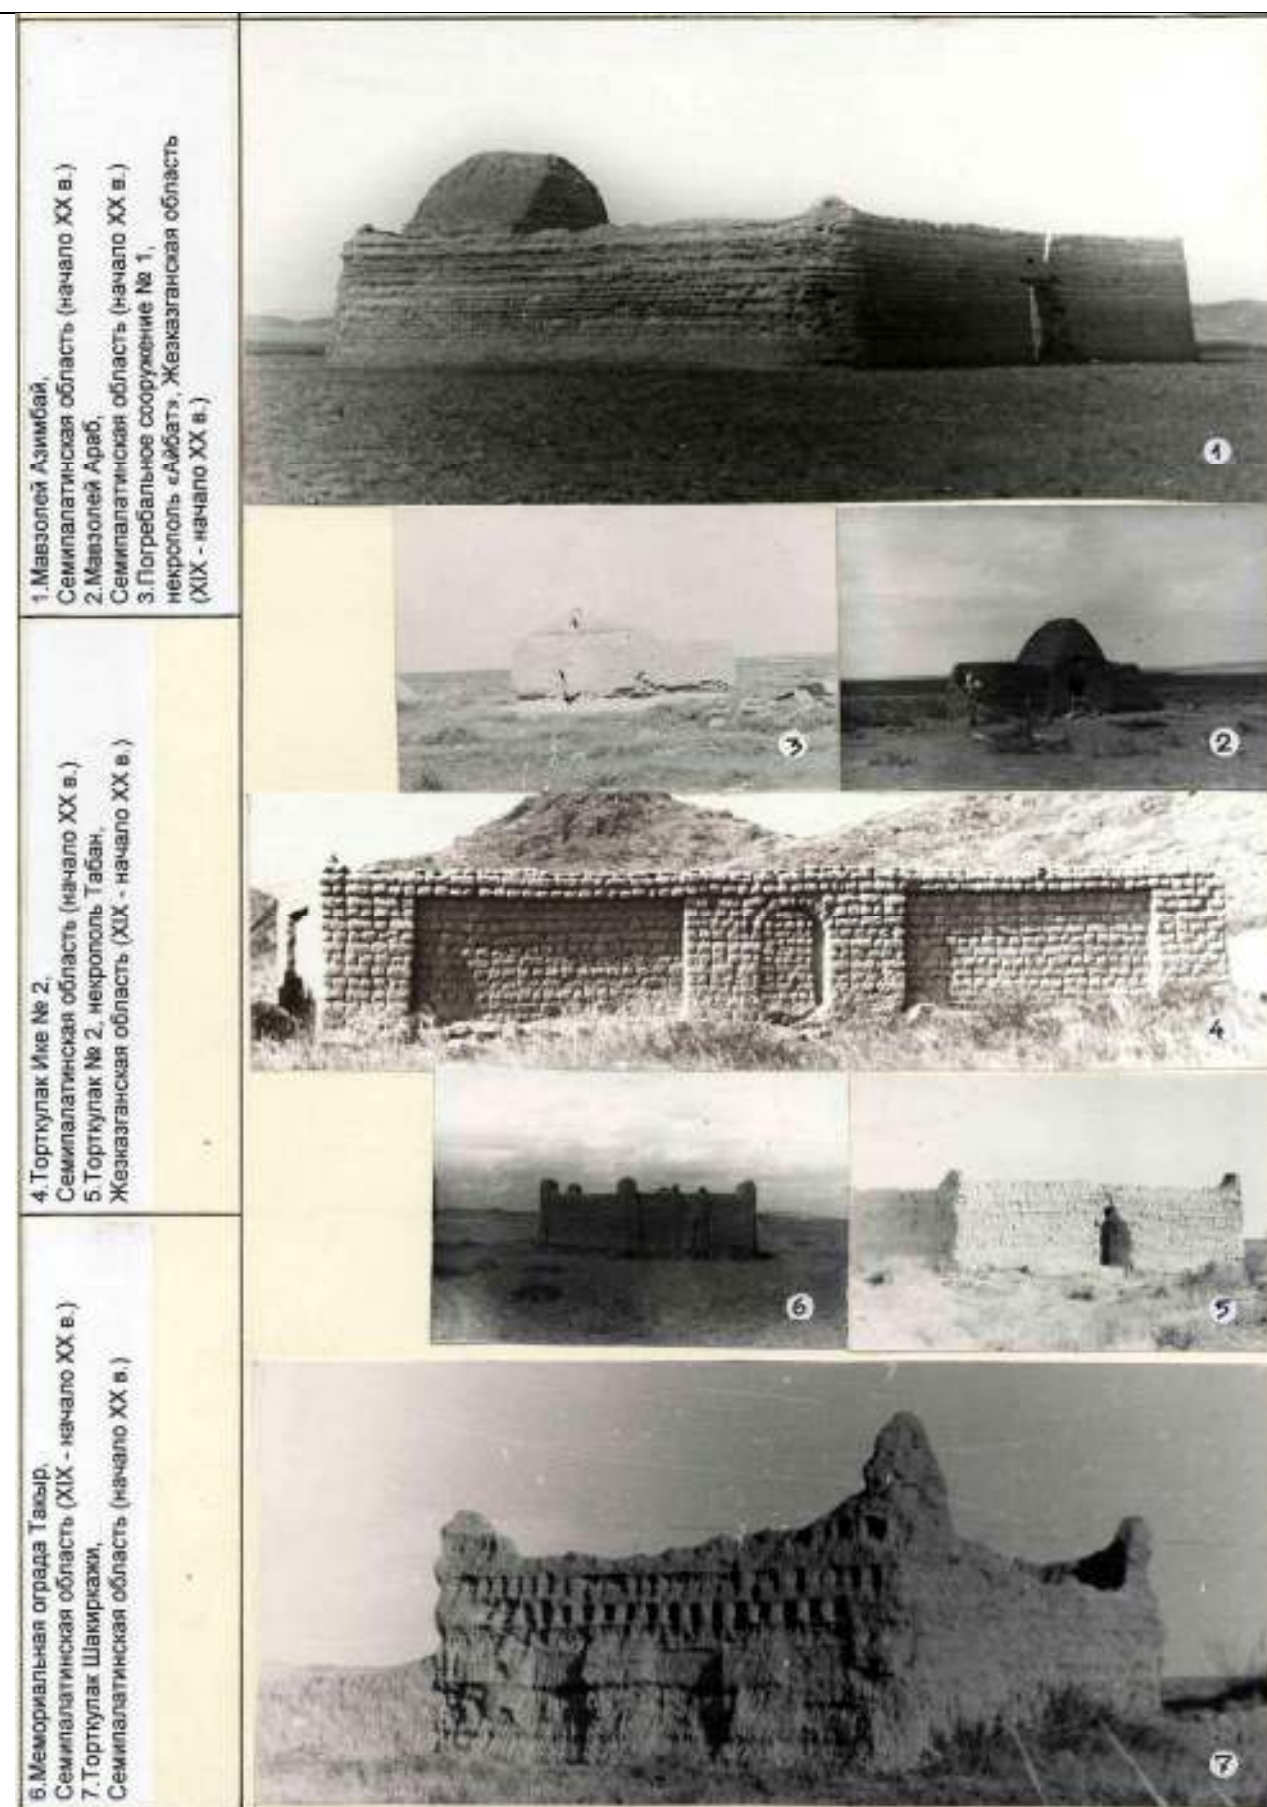 1.Мавзолей Азимбай,
Семипалатинская область (начало XX в.)
2.Мавзолей Араб,
Семипалатинская область (начало XX в.)
3.Погребальное сооружение № 1,
некрополь «Айбат», Жезказганская область
(XIX - начало XX в.)
4.Торткулак Ике № 2,
Семипалатинская область (начало XX в.)
5.Торткулак № 2, некрополь Табан,
Жезказганская область (XIX - начало XX в.)
6.Мемориальная ограда Такыр,
Семипалатинская область (XIX - начало XX в.)
7.Торткулак Шакиркажи,
Семипалатинская область (начало XX в.)
1
3
2
4
6
5
7